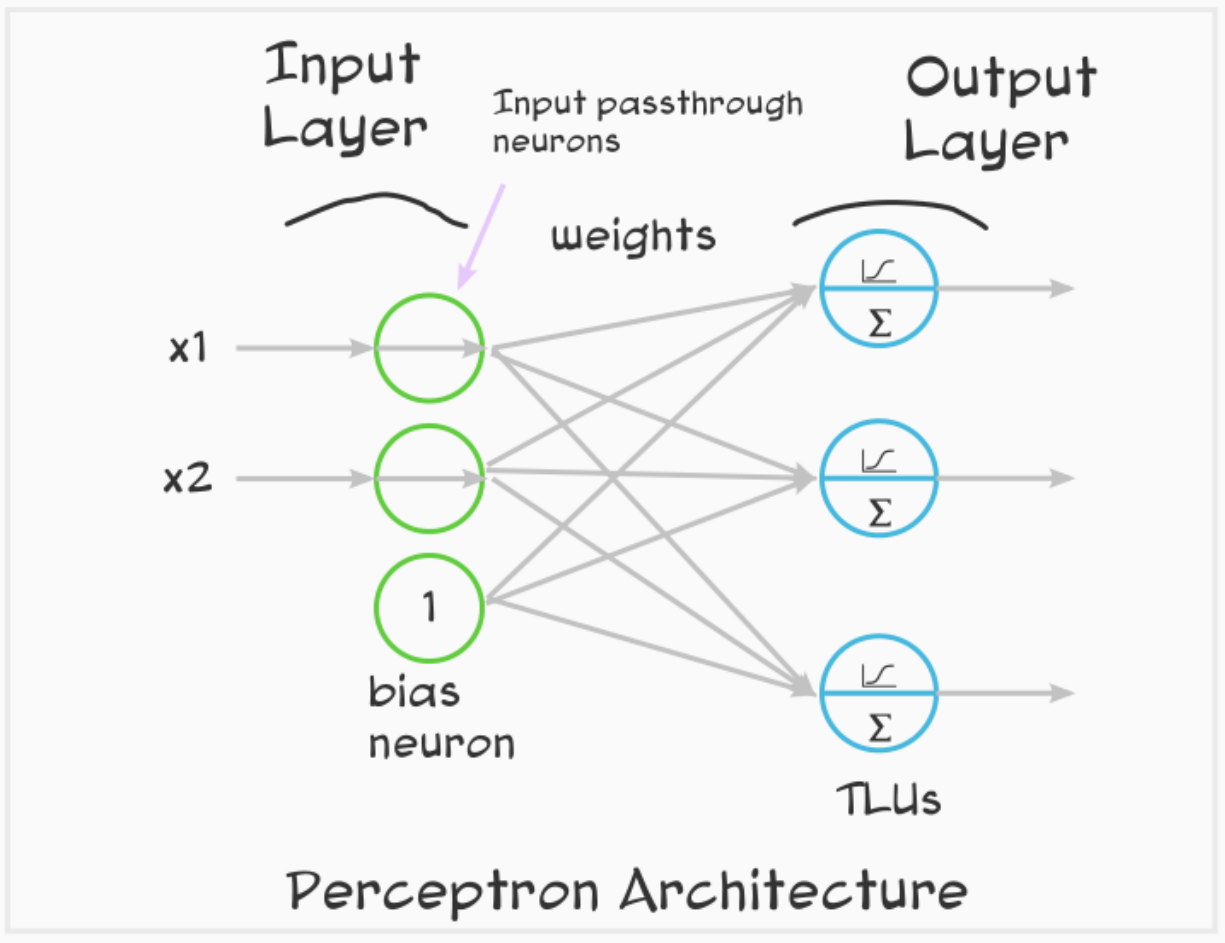 Input
Layer
Input passthrough
neurons
Output
Layer
weights
x1
x2
1
bias
neuron
Σ
Σ
Σ
TLUs
Perceptron Architecture